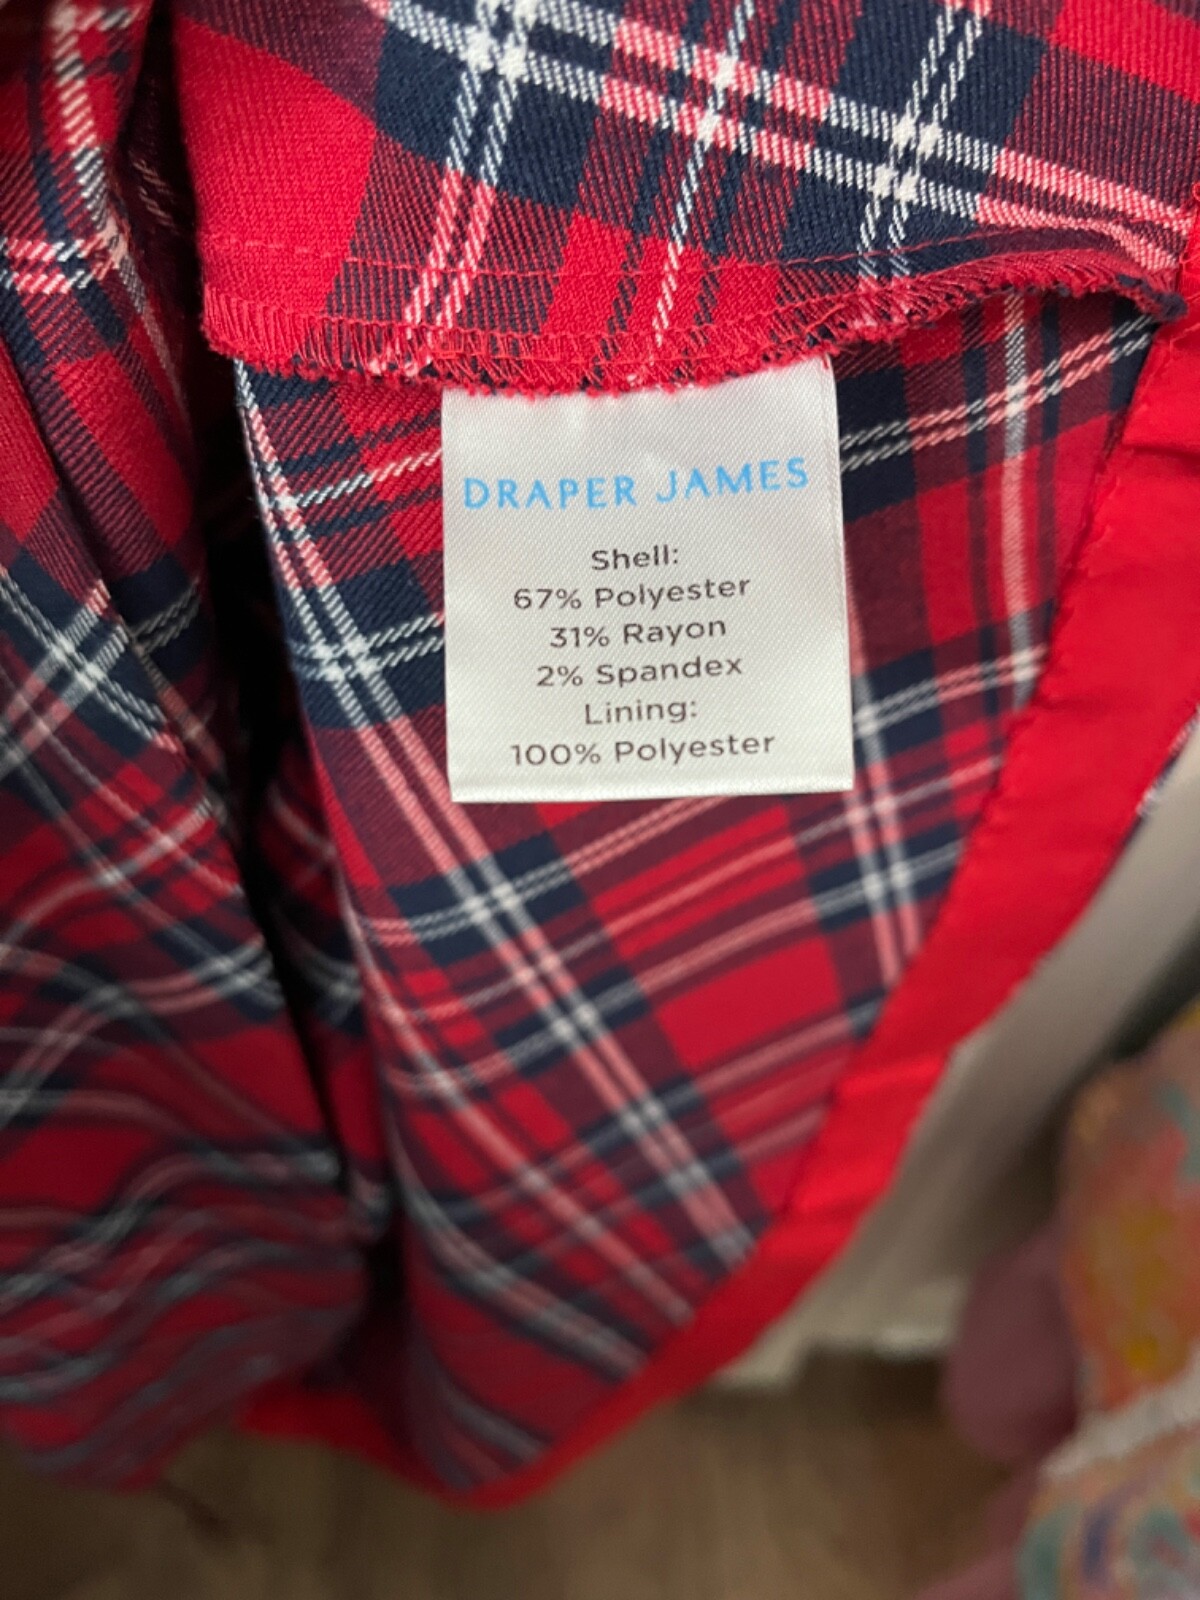 DRAPER JAMES
Shell:
67% Polyester
31% Rayon
2% Spandex
Lining:
100% Polyester